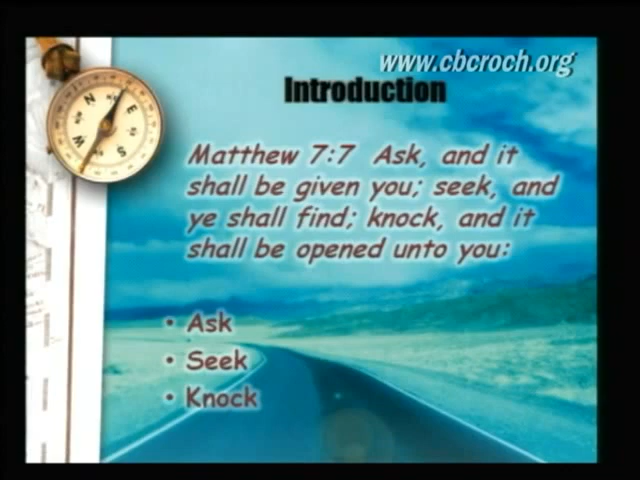 www.cbcroch.org
Introduction
Matthew 7:7 Ask, and it
shall be given you; seek, and
ye shall find; knock, and it
shall be opened unto you:
• Ask
• Seek
• Knock
N
E
S
W